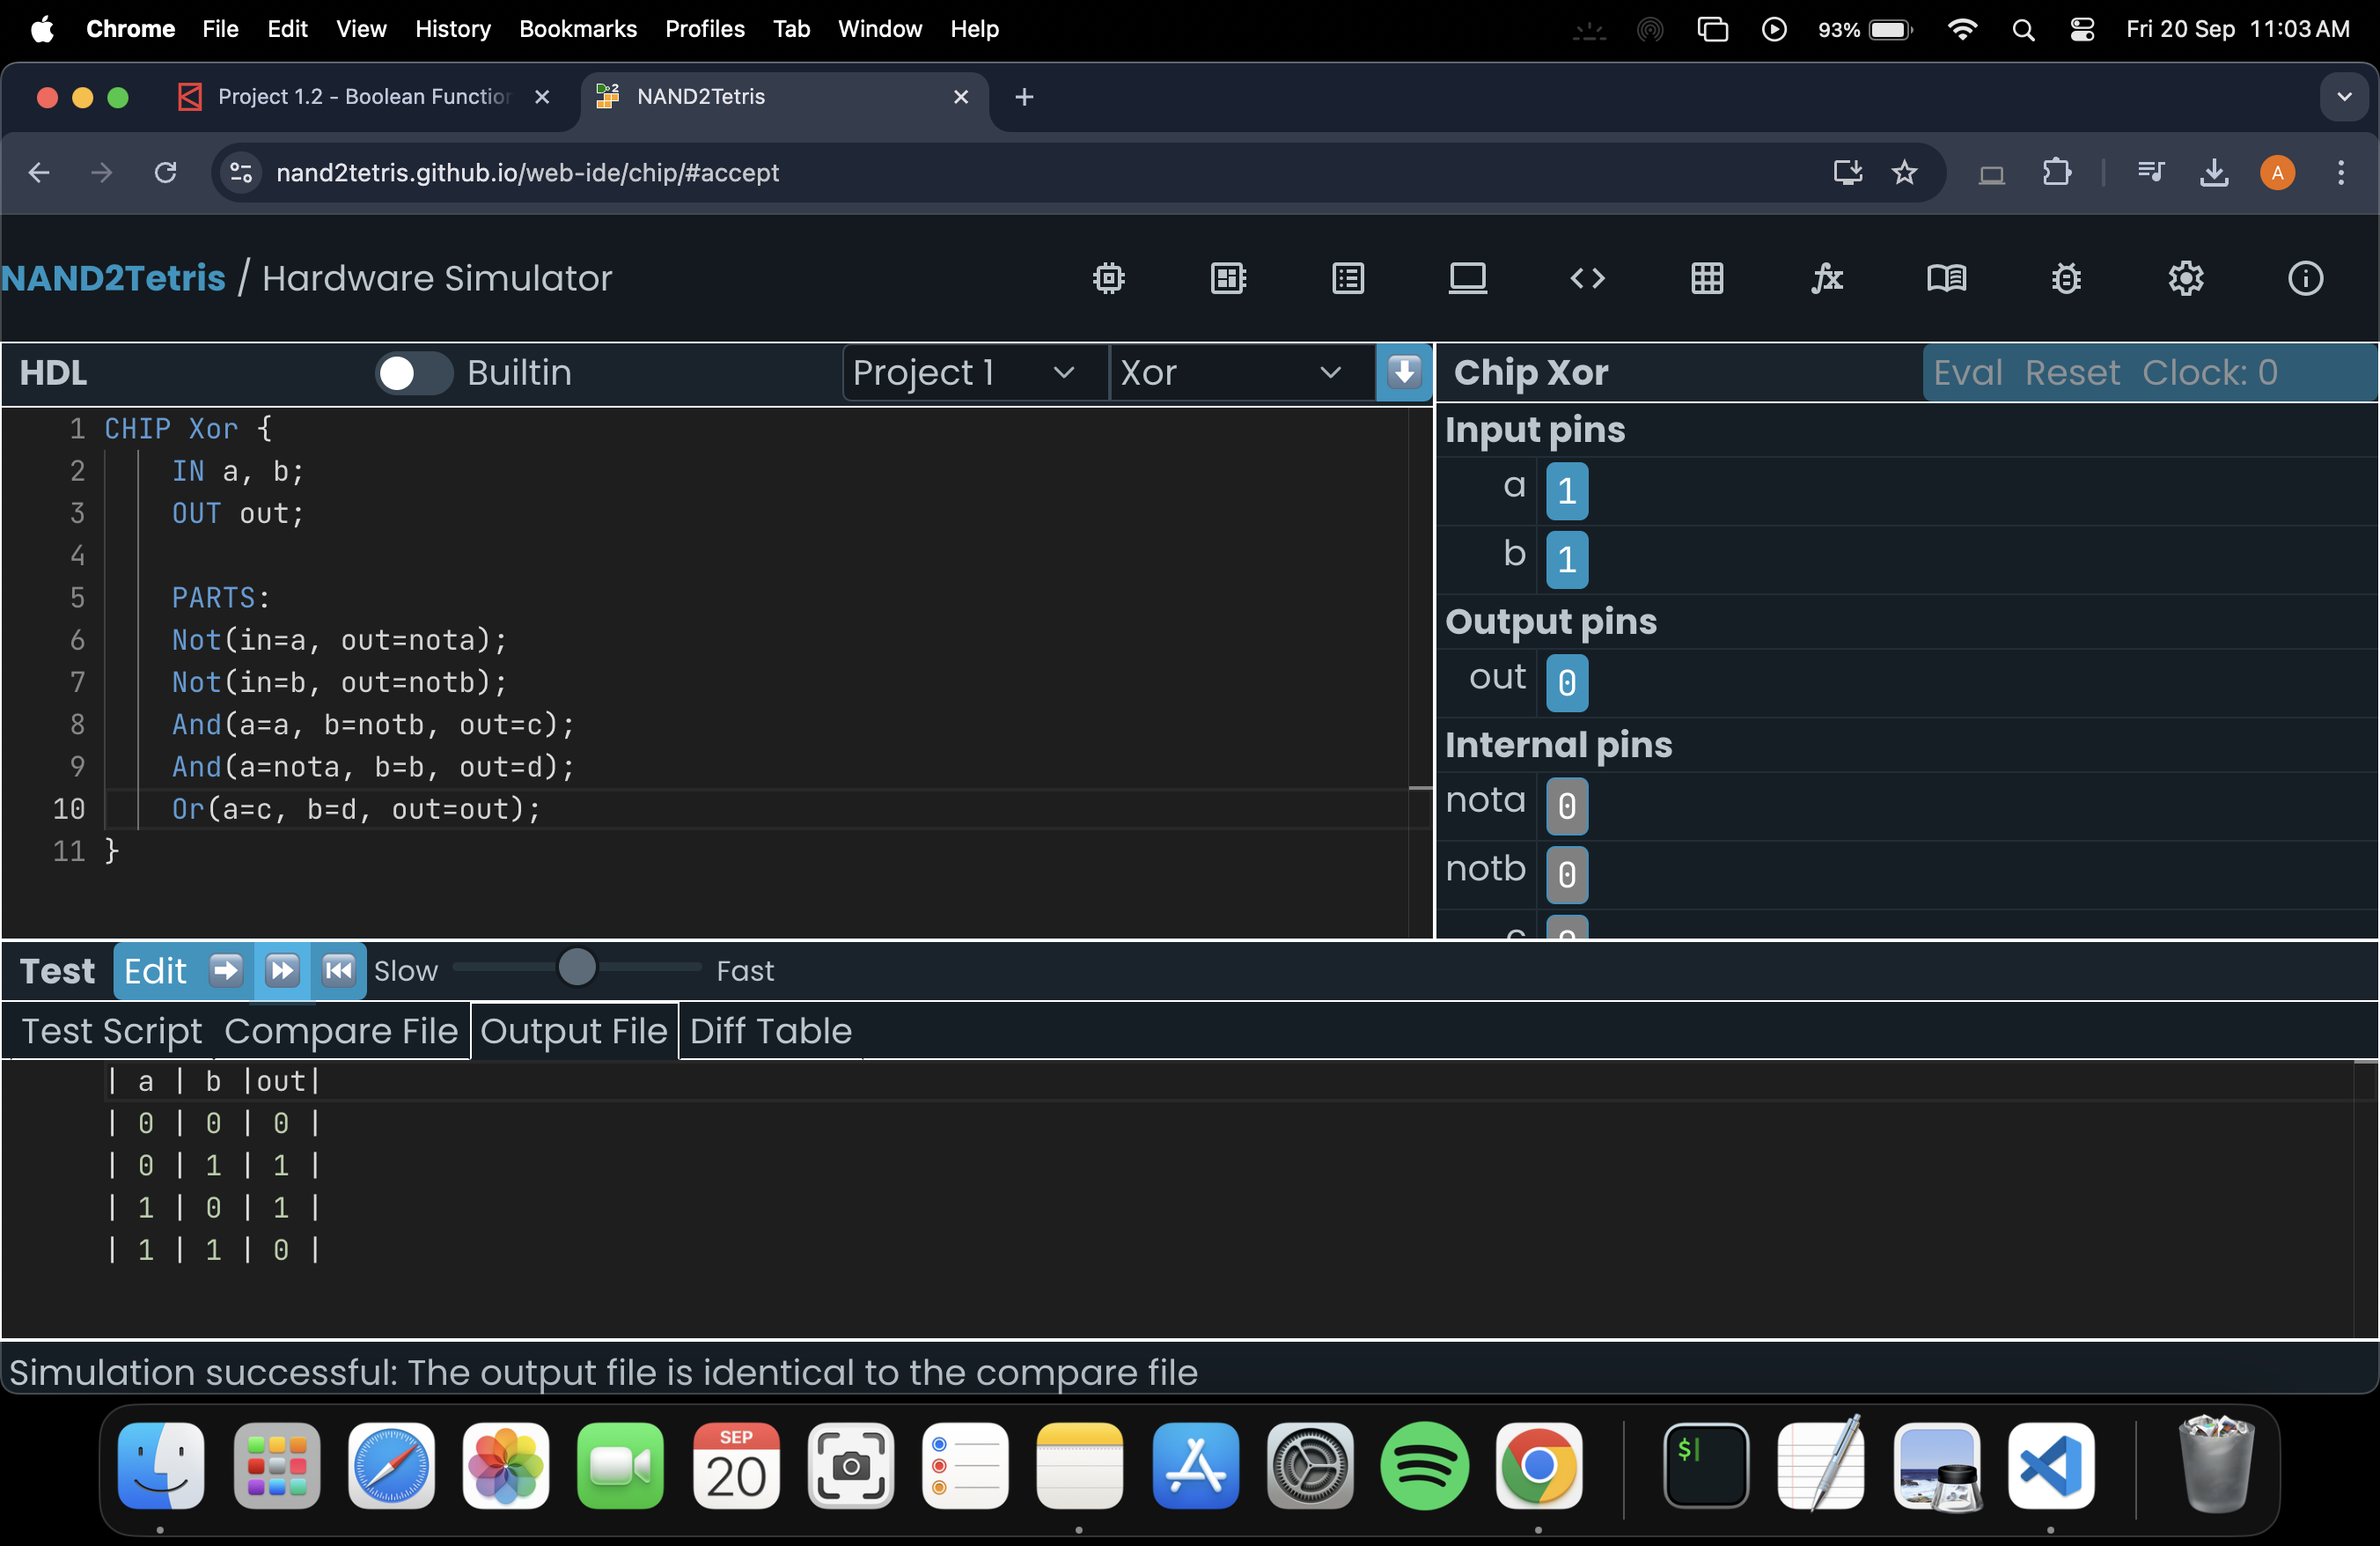 Chrome File Edit View History Bookmarks Profiles Tab Window Help 93% Fri 20 Sep 11:03 AM
Project 1.2 - Boolean Function NAND2Tetris
nand2tetris.github.io/web-ide/chip/#accept A
NAND2Tetris / Hardware Simulator
HDL Builtin Project 1 Xor
1 CHIP Xor {
2 IN a, b;
3 OUT out;
4
5 PARTS:
6 Not(in=a, out=nota);
7 Not(in=b, out=notb);
8 And(a=a, b=notb, out=c);
9 And(a=nota, b=b, out=d);
10 Or(a=c, b=d, out=out);
11 }
Chip Xor Eval Reset Clock: 0
Input pins
a 1
b 1
Output pins
out 0
Internal pins
nota 0
notb 0
c 0
Test Edit Slow Fast
Test Script Compare File Output File Diff Table
| a | b |out|
| 0 | 0 | 0 |
| 0 | 1 | 1 |
| 1 | 0 | 1 |
| 1 | 1 | 0 |
Simulation successful: The output file is identical to the compare file
SEP
20
$